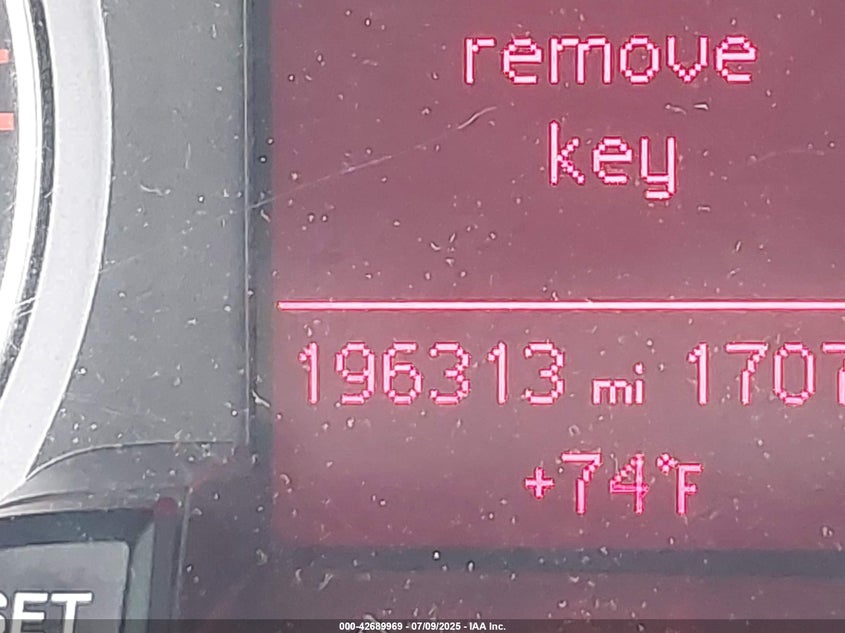 remove
key
196313 mi 1707
+74°F
SET
000-42689969 - 07/09/2025 - IAA Inc.